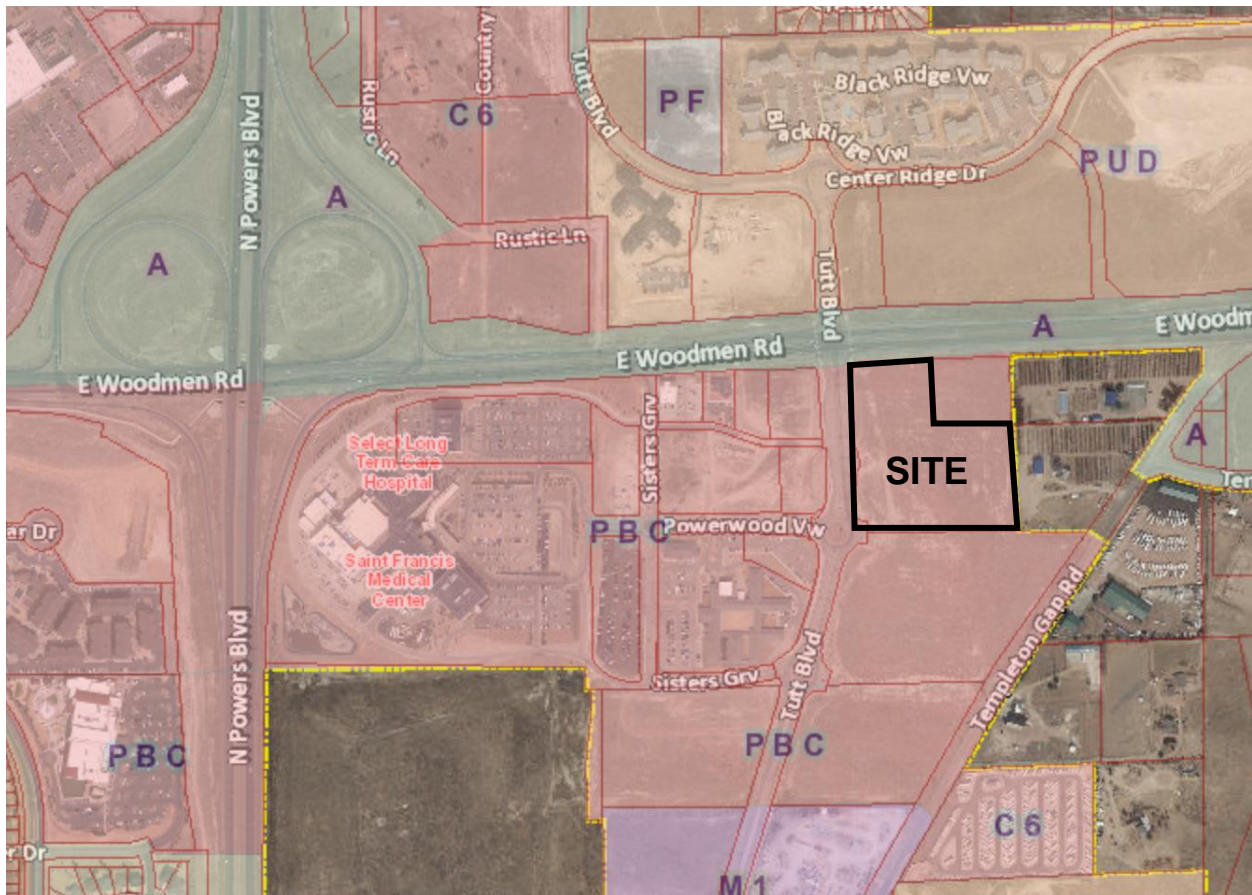 Country
Tutt Blvd
Black Ridge Vw
N Powers Blvd
Rustic Ln
C 6
P F
Black Ridge Vw
Center Ridge Dr
P U D
A
A
Rustic Ln
Tutt Blvd
A
E Woodm
E Woodmen Rd
E Woodmen Rd
Sisters Grv
A
Select Long
Term Care
Hospital
SITE
Tem
P B C
Powerwood Vw
ar Dr
Saint Francis
Medical
Center
Templeton Gap Rd
N Powers Blvd
Sisters Grv
Tutt Blvd
P B C
P B C
C 6
r Dr
M 1